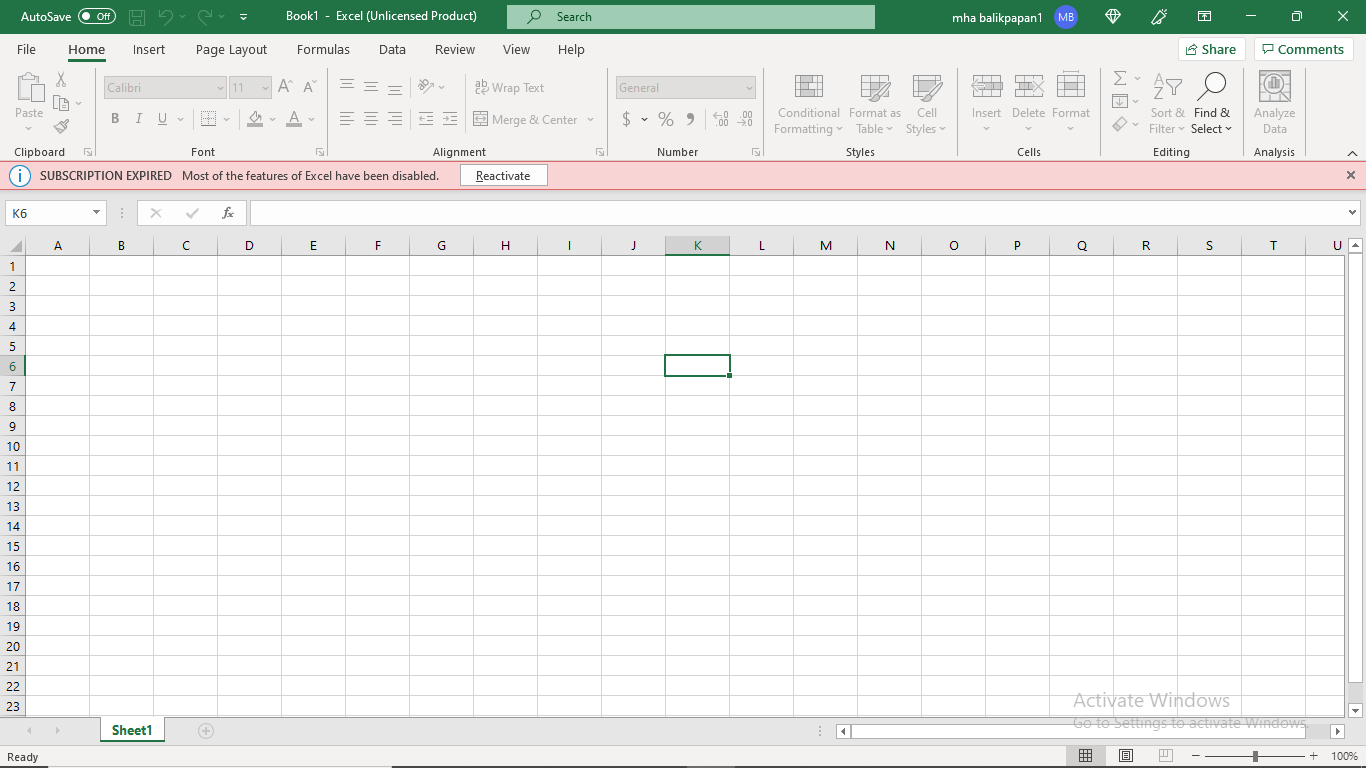 AutoSave Off Book1 - Excel (Unlicensed Product) Search mha balikpapan1 MB
File Home Insert Page Layout Formulas Data Review View Help Share Comments
Calibri 11 Wrap Text General
Paste Conditional Format as Cell Insert Delete Format Sort & Find & Analyze
B I U Merge & Center $ % Formatting Table Styles Filter Select Data
Clipboard Font Alignment Number Styles Cells Editing Analysis
SUBSCRIPTION EXPIRED Most of the features of Excel have been disabled. Reactivate
K6 fx
A B C D E F G H I J K L M N O P Q R S T U
1
2
3
4
5
6
7
8
9
10
11
12
13
14
15
16
17
18
19
20
21
22
23
Activate Windows
Go to Settings to activate Windows.
Sheet1
Ready 100%